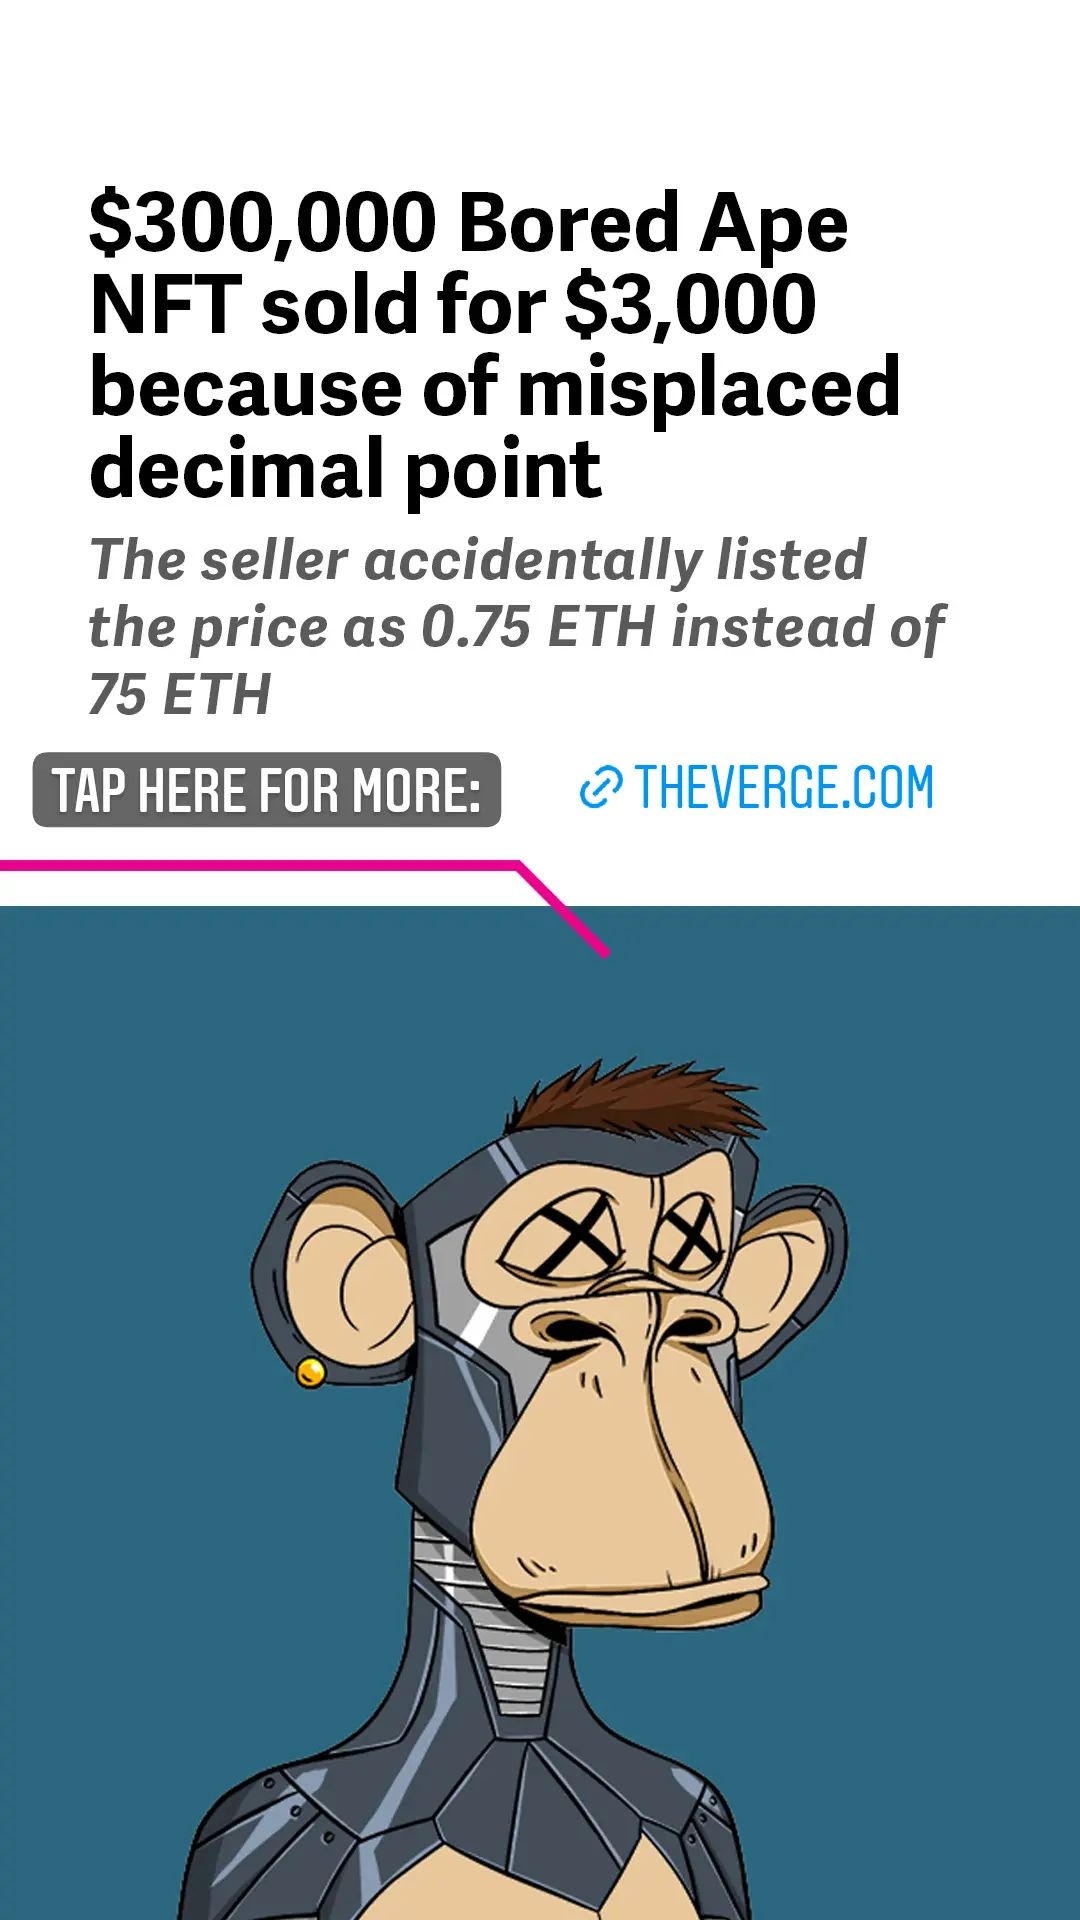 $300,000 Bored Ape
NFT sold for $3,000
because of misplaced
decimal point
The seller accidentally listed
the price as 0.75 ETH instead of
75 ETH
TAP HERE FOR MORE:
THEVERGE.COM